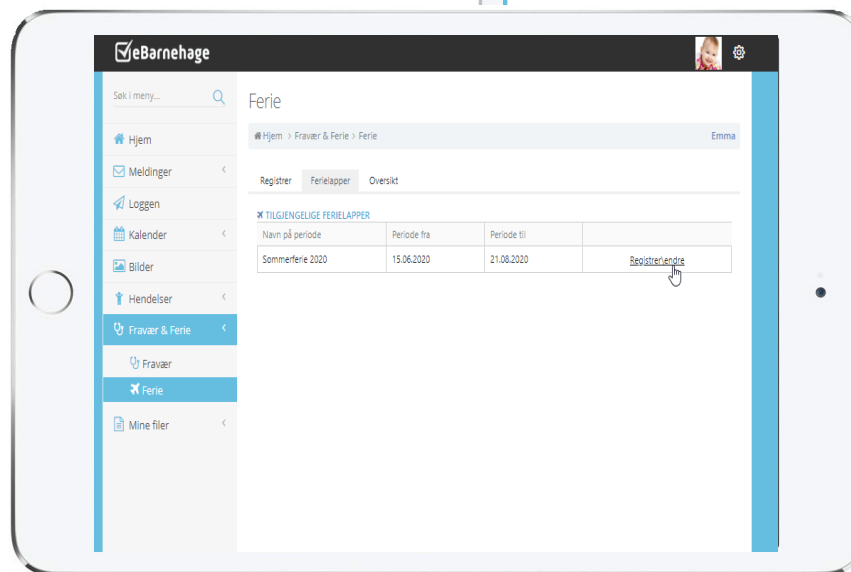 eBarnehage
Søk i meny...
Hjem
Meldinger
Loggen
Kalender
Bilder
Hendelser
Fravær & Ferie
Fravær
Ferie
Mine filer
Ferie
Hjem > Fravær & Ferie > Ferie Emma
Registrer Ferielapper Oversikt
TILGJENGELIGE FERIELAPPER
Navn på periode Periode fra Periode til
Sommerferie 2020 15.06.2020 21.08.2020 Registrer\endre